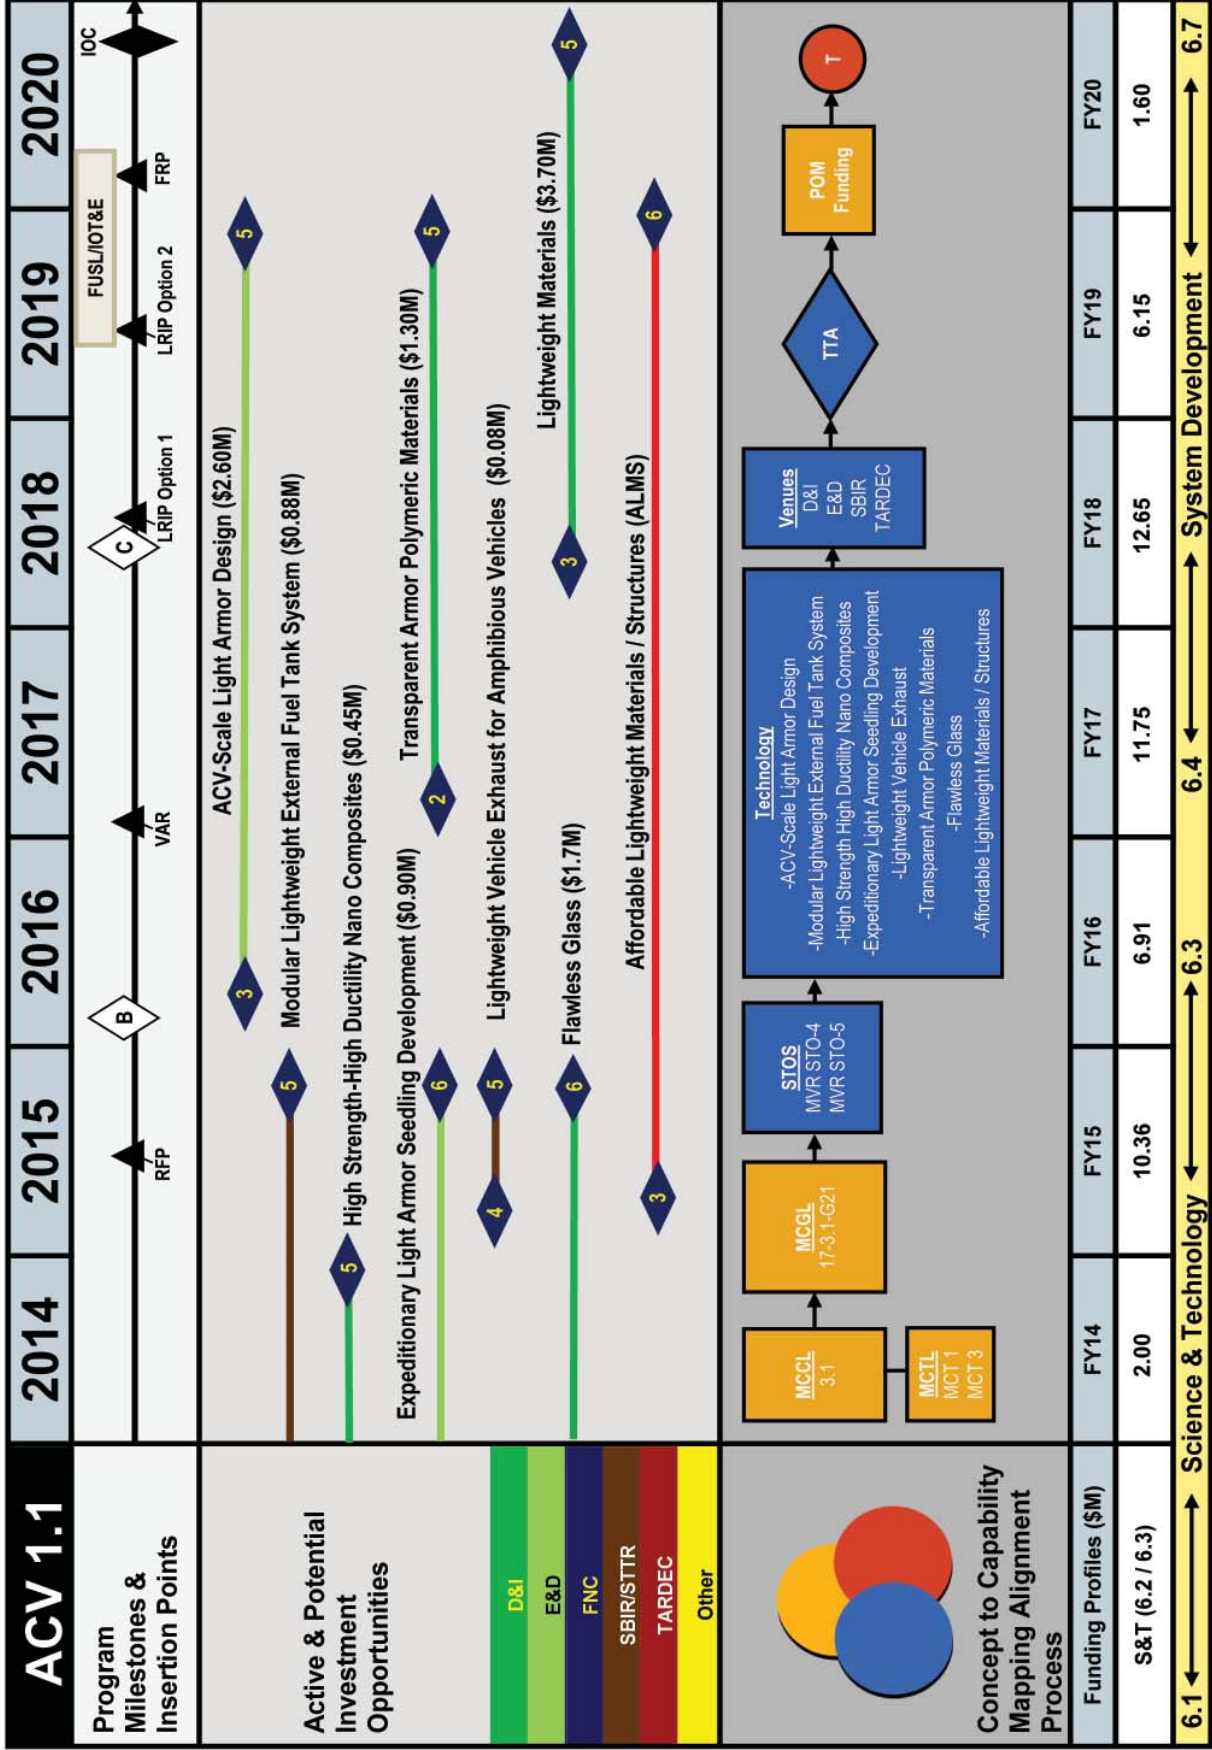 ACV 1.1
2014
2015
2016
2017
2018
2019
2020
Program
Milestones &
Insertion Points
RFP
B
VAR
C
LRIP Option 1
LRIP Option 2
FUSL/IOT&E
FRP
IOC
Active & Potential
Investment
Opportunities
D&I
E&D
FNC
SBIR/STTR
TARDEC
Other
ACV-Scale Light Armor Design ($2.60M)
3
5
Modular Lightweight External Fuel Tank System ($0.88M)
5
High Strength-High Ductility Nano Composites ($0.45M)
5
Transparent Armor Polymeric Materials ($1.30M)
2
5
Expeditionary Light Armor Seedling Development ($0.90M)
6
Lightweight Vehicle Exhaust for Amphibious Vehicles ($0.08M)
4
5
Lightweight Materials ($3.70M)
3
5
Flawless Glass ($1.7M)
6
Affordable Lightweight Materials / Structures (ALMS)
3
6
Concept to Capability
Mapping Alignment
Process
MCCL
3.1
MCTL
MCT 1
MCT 3
MCGL
17-3.1-G21
STOS
MVR STO-4
MVR STO-5
Technology
-ACV-Scale Light Armor Design
-Modular Lightweight External Fuel Tank System
-High Strength High Ductility Nano Composites
-Expeditionary Light Armor Seedling Development
-Lightweight Vehicle Exhaust
-Transparent Armor Polymeric Materials
-Flawless Glass
-Affordable Lightweight Materials / Structures
Venues
D&I
E&D
SBIR
TARDEC
TTA
POM
Funding
T
Funding Profiles ($M)
FY14
FY15
FY16
FY17
FY18
FY19
FY20
S&T (6.2 / 6.3)
2.00
10.36
6.91
11.75
12.65
6.15
1.60
6.1
Science & Technology
6.3
6.4
System Development
6.7